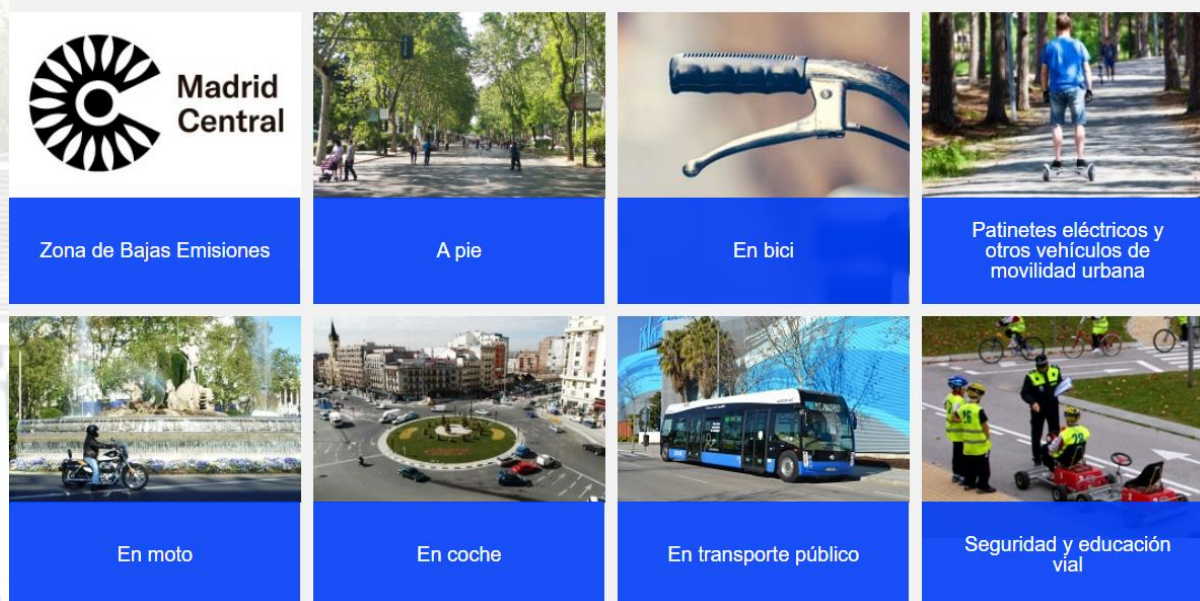 Madrid
Central
Zona de Bajas Emisiones
A pie
En bici
Patinetes eléctricos y
otros vehículos de
movilidad urbana
En moto
En coche
En transporte público
Seguridad y educación
vial